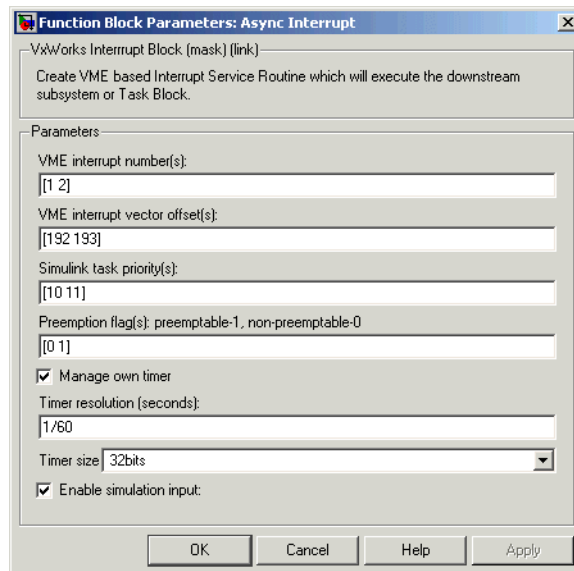 Function Block Parameters: Async Interrupt
VxWorks Interrrupt Block (mask) (link)
Create VME based Interrupt Service Routine which will execute the downstream
subsystem or Task Block.
Parameters
VME interrupt number(s):
[1 2]
VME interrupt vector offset(s):
[192 193]
Simulink task priority(s):
[10 11]
Preemption flag(s): preemptable-1, non-preemptable-0
[0 1]
Manage own timer
Timer resolution (seconds):
1/60
Timer size 32bits
Enable simulation input:
OK Cancel Help Apply